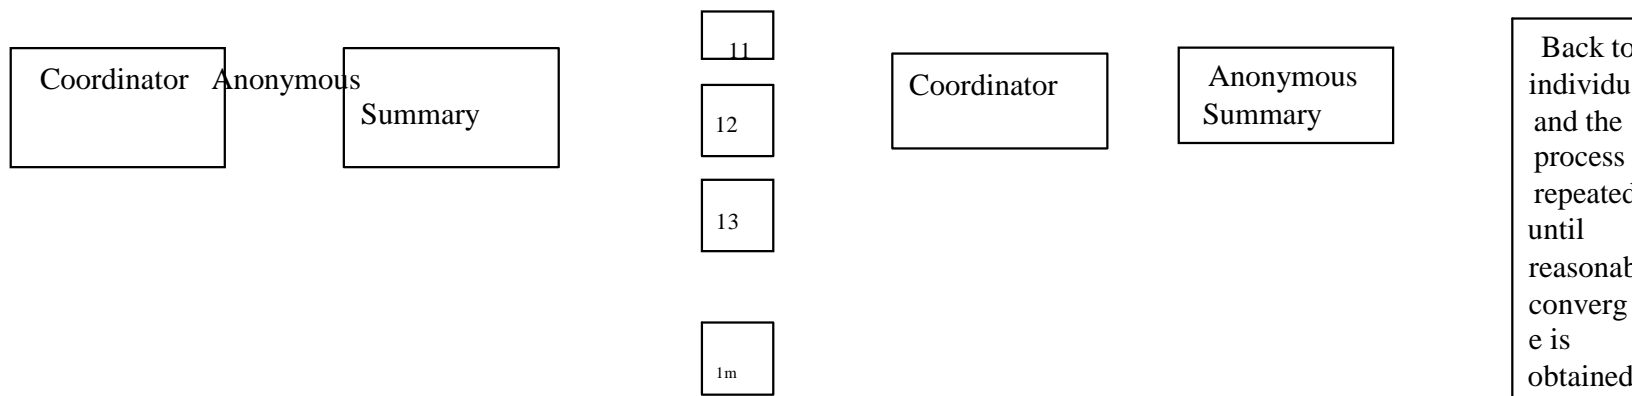 Coordinator Anonymous
Summary
11
12
13
1m
Coordinator
Anonymous
Summary
Back to
individu
and the
process
repeated
until
reasonab
converg
e is
obtained